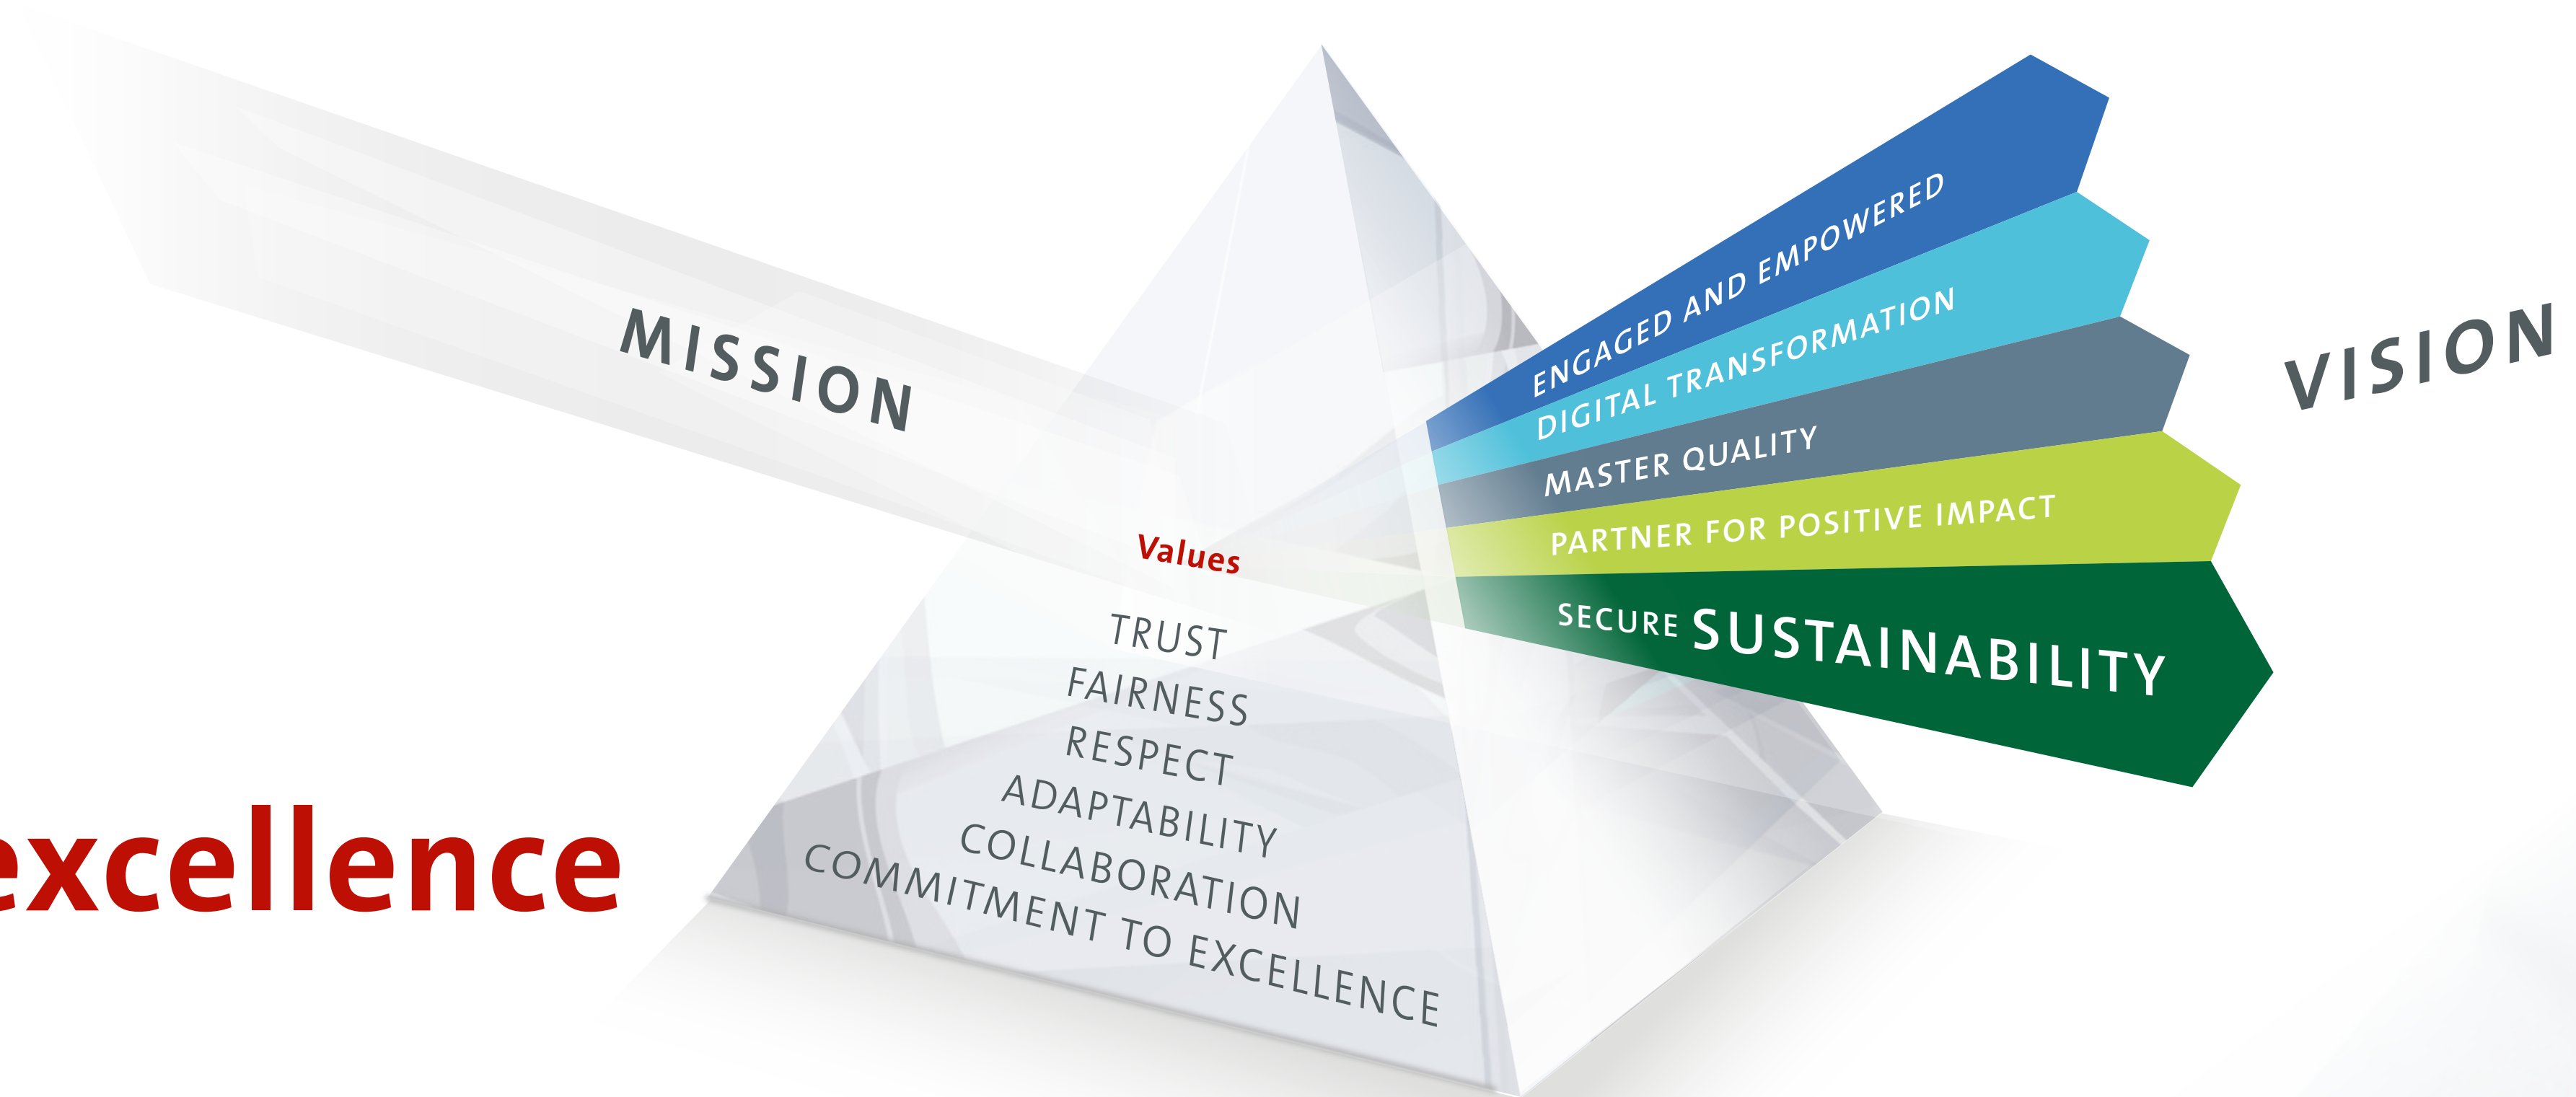 MISSION
Values
TRUST
FAIRNESS
RESPECT
ADAPTABILITY
COLLABORATION
COMMITMENT TO EXCELLENCE
ENGAGED AND EMPOWERED
DIGITAL TRANSFORMATION
MASTER QUALITY
PARTNER FOR POSITIVE IMPACT
SECURE SUSTAINABILITY
VISION
excellence